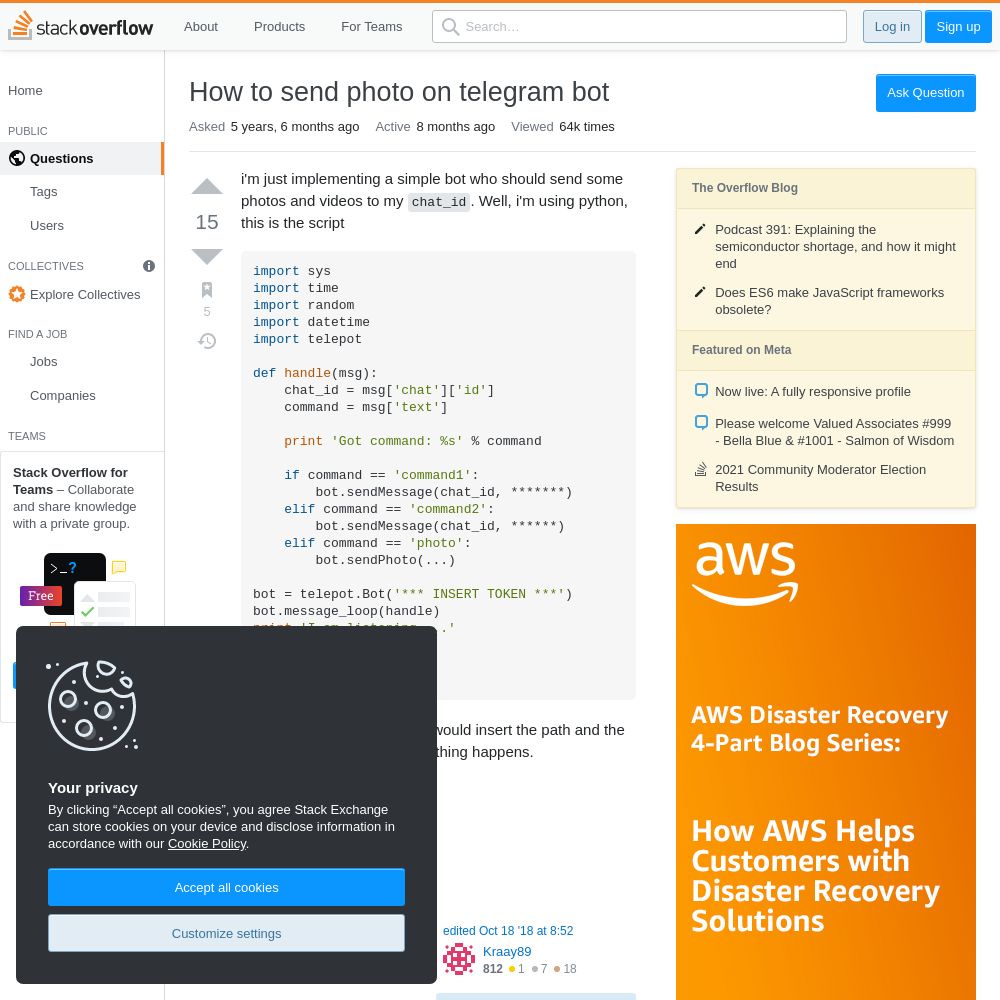 stackoverflow
About
Products
For Teams
Search…
Log in
Sign up
Home
PUBLIC
Questions
Tags
Users
COLLECTIVES
Explore Collectives
FIND A JOB
Jobs
Companies
TEAMS
Stack Overflow for
Teams – Collaborate
and share knowledge
with a private group.
>_?
Free
How to send photo on telegram bot
Ask Question
Asked 5 years, 6 months ago Active 8 months ago Viewed 64k times
15
5
i'm just implementing a simple bot who should send some
photos and videos to my chat_id. Well, i'm using python,
this is the script
import sys
import time
import random
import datetime
import telepot
def handle(msg):
chat_id = msg['chat']['id']
command = msg['text']
print 'Got command: %s' % command
if command == 'command1':
bot.sendMessage(chat_id, *******)
elif command == 'command2':
bot.sendMessage(chat_id, ******)
elif command == 'photo':
bot.sendPhoto(...)
bot = telepot.Bot('*** INSERT TOKEN ***')
bot.message_loop(handle)
would insert the path and the
thing happens.
edited Oct 18 '18 at 8:52
Kraay89
812 1 7 18
Your privacy
By clicking “Accept all cookies”, you agree Stack Exchange
can store cookies on your device and disclose information in
accordance with our Cookie Policy.
Accept all cookies
Customize settings
The Overflow Blog
Podcast 391: Explaining the
semiconductor shortage, and how it might
end
Does ES6 make JavaScript frameworks
obsolete?
Featured on Meta
Now live: A fully responsive profile
Please welcome Valued Associates #999
- Bella Blue & #1001 - Salmon of Wisdom
2021 Community Moderator Election
Results
aws
AWS Disaster Recovery
4-Part Blog Series:
How AWS Helps
Customers with
Disaster Recovery
Solutions